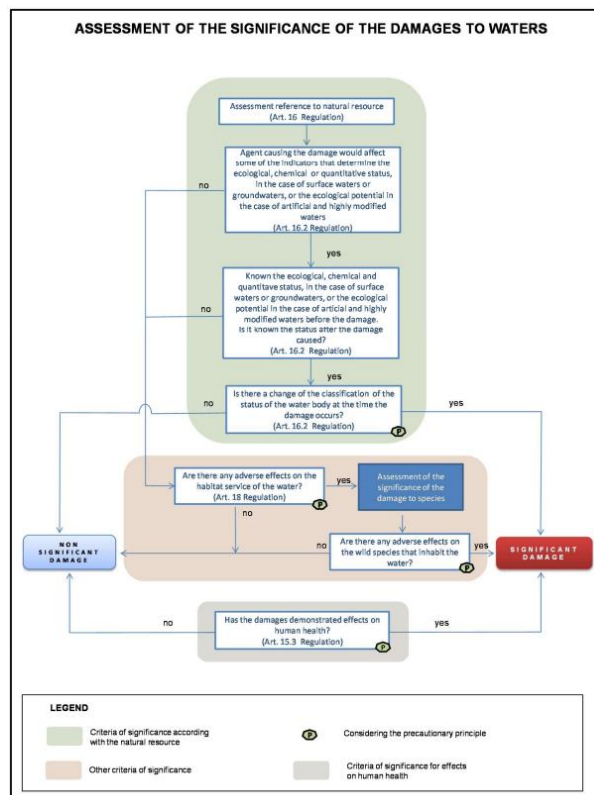 ASSESSMENT OF THE SIGNIFICANCE OF THE DAMAGES TO WATERS
Assessment reference to natural resource
(Art. 16 Regulation)
Agent causing the damage would affect
some of the indicators that determine the
ecological, chemical or quantitative status,
in the case of surface waters or
groundwaters, or the ecological potential in
the case of artificial and highly modified
waters
(Art. 16.2 Regulation)
no
yes
Known the ecological, chemical and
quantitave status, in the case of surface
waters or groundwaters, or the ecological
potential in the case of articial and highly
modified waters before the damage.
Is it known the status after the damage
caused?
(Art. 16.2 Regulation)
no
yes
Is there a change of the classification of the
status of the water body at the time the
damage occurs?
(Art. 16.2 Regulation)
P
no
yes
Are there any adverse effects on the
habitat service of the water?
(Art. 18 Regulation)
P
yes
Assessment of the
significance of the
damage to species
no
NON
SIGNIFICANT
DAMAGE
no
Are there any adverse effects on
the wild species that inhabit the
water?
P
yes
SIGNIFICANT
DAMAGE
no
Has the damages demonstrated effects on
human health?
(Art. 15.3 Regulation)
P
yes
LEGEND
Criteria of significance according
with the natural resource
P
Considering the precautionary principle
Other criteria of significance
Criteria of significance for effects
on human health